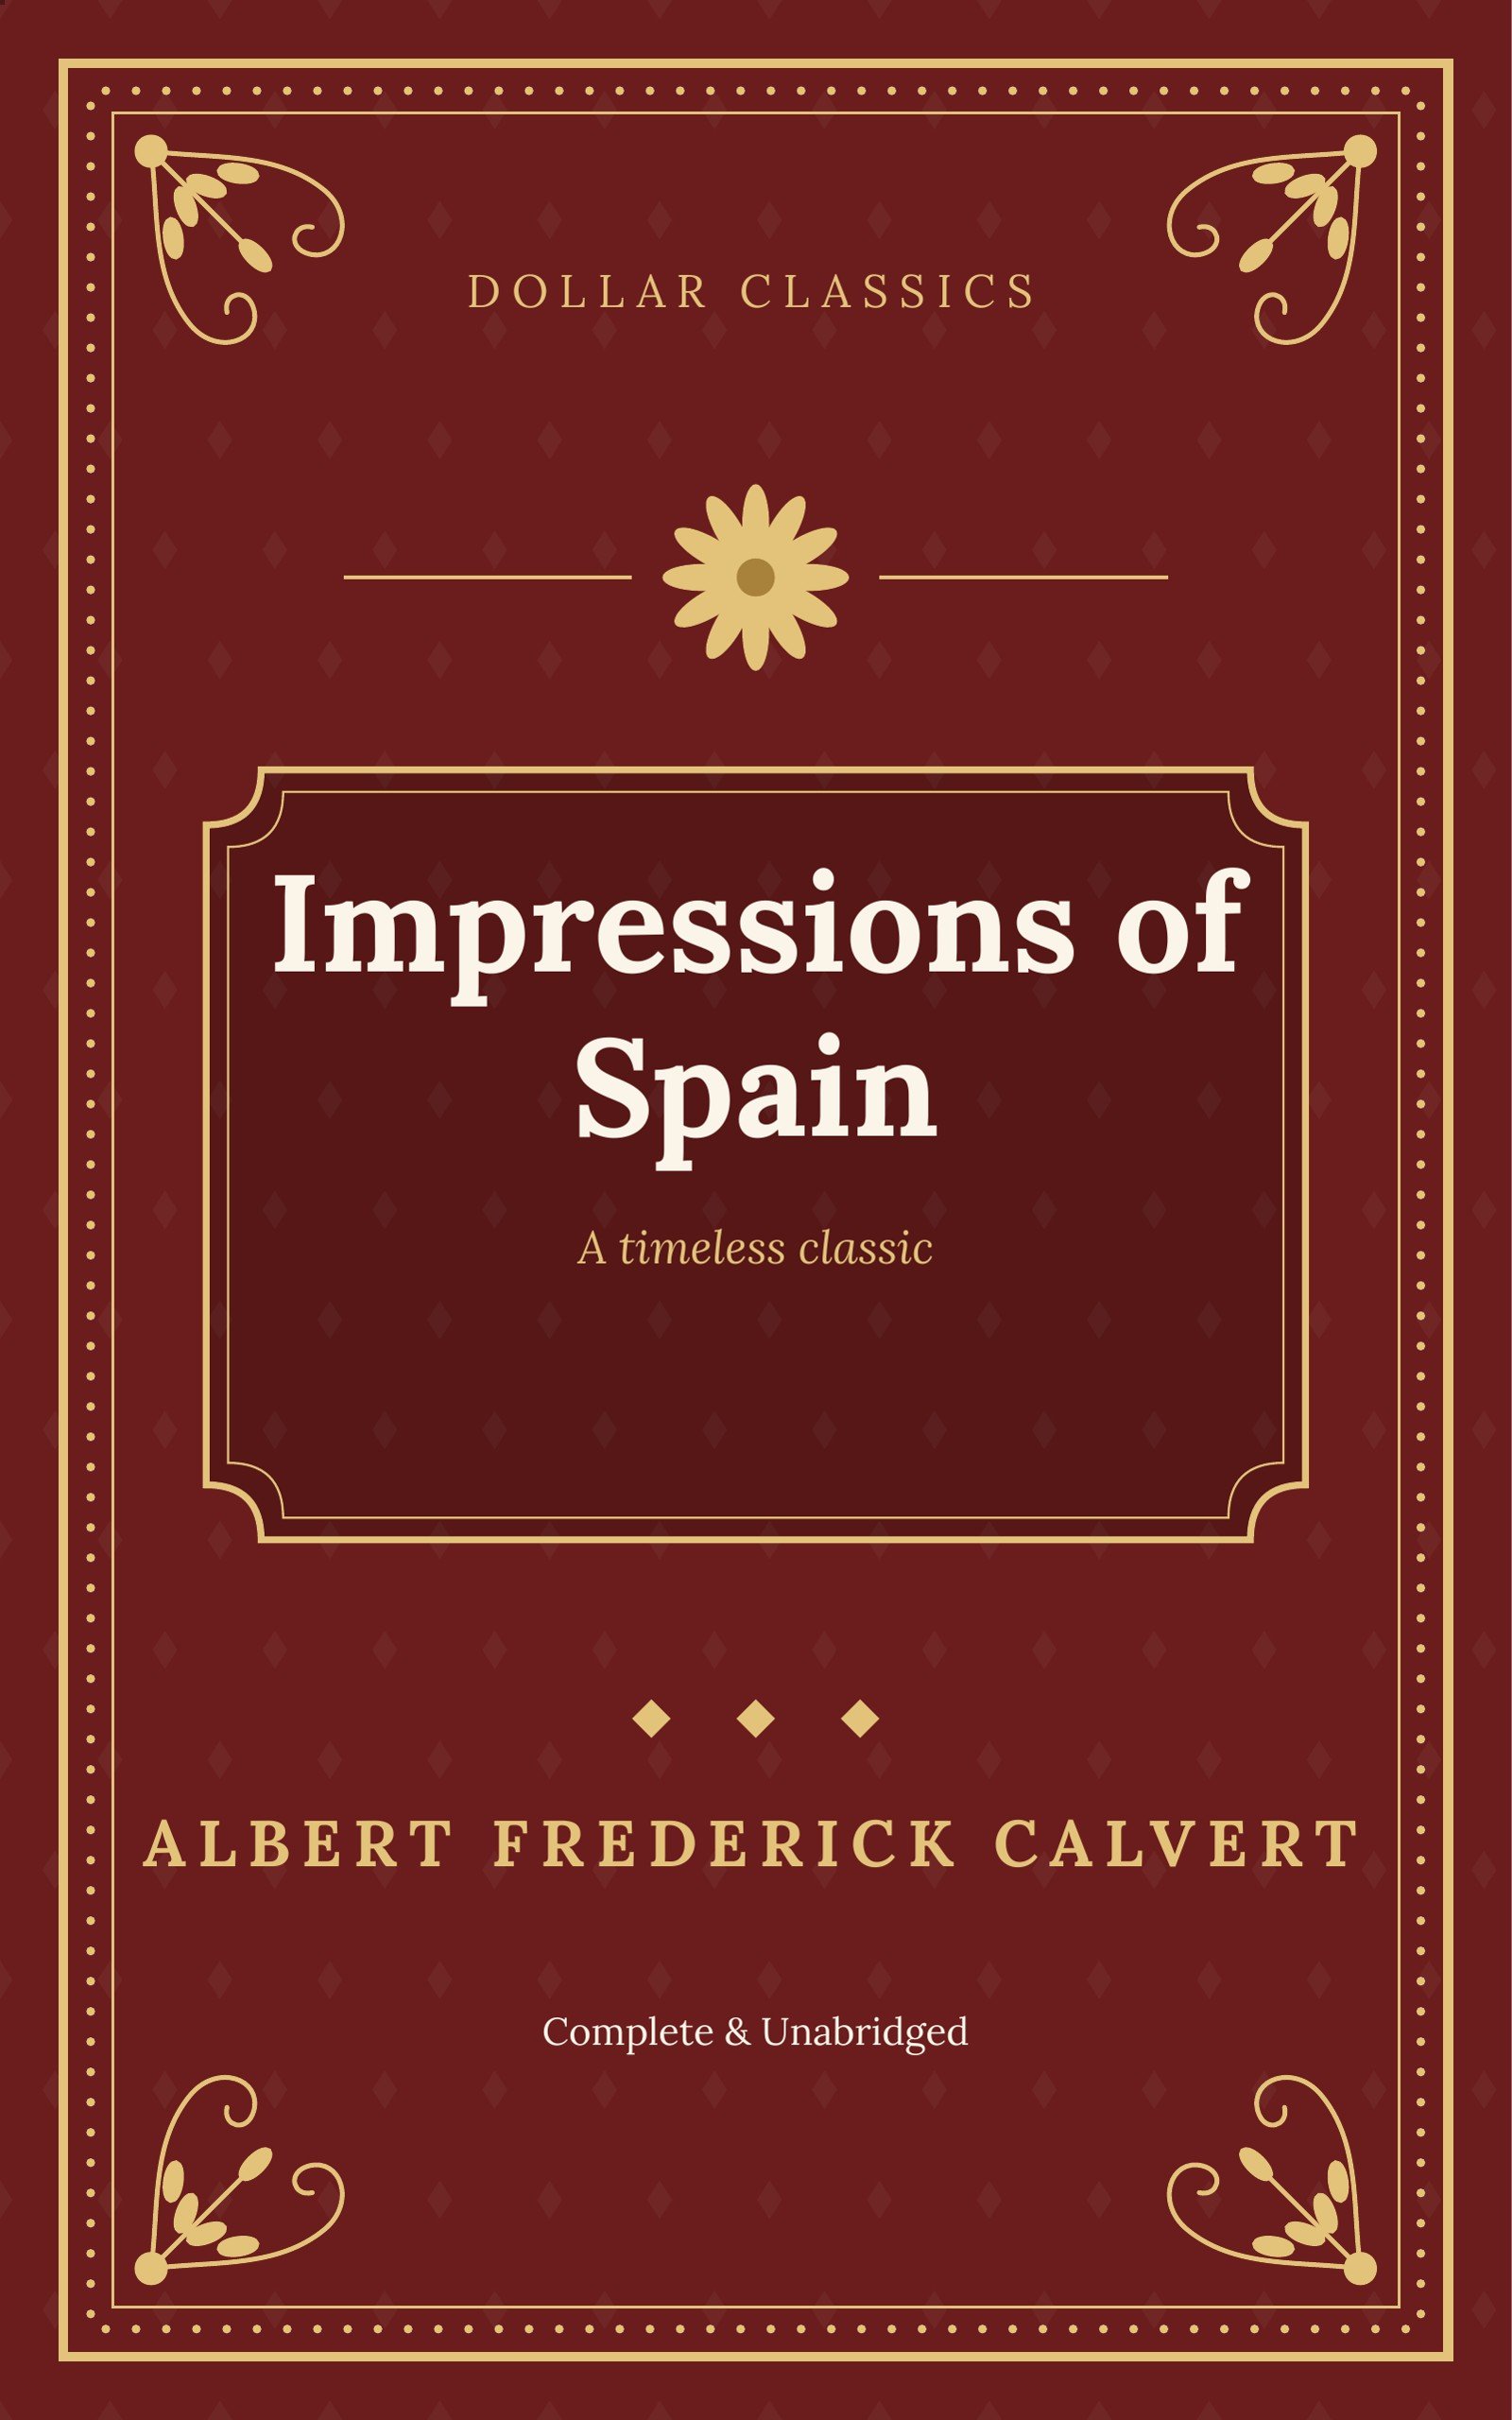 DOLLAR CLASSICS
Impressions of
Spain
A timeless classic
ALBERT FREDERICK CALVERT
Complete & Unabridged